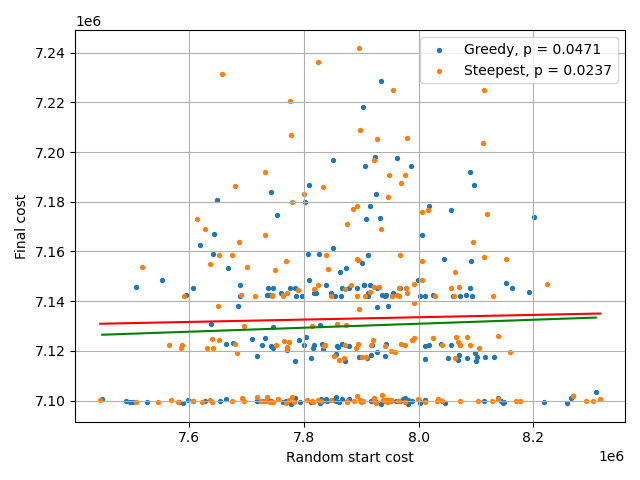 1e6
7.24
7.22
7.20
7.18
7.16
7.14
7.12
7.10
Final cost
Greedy, p = 0.0471
Steepest, p = 0.0237
7.6
7.8
8.0
8.2
Random start cost
1e6